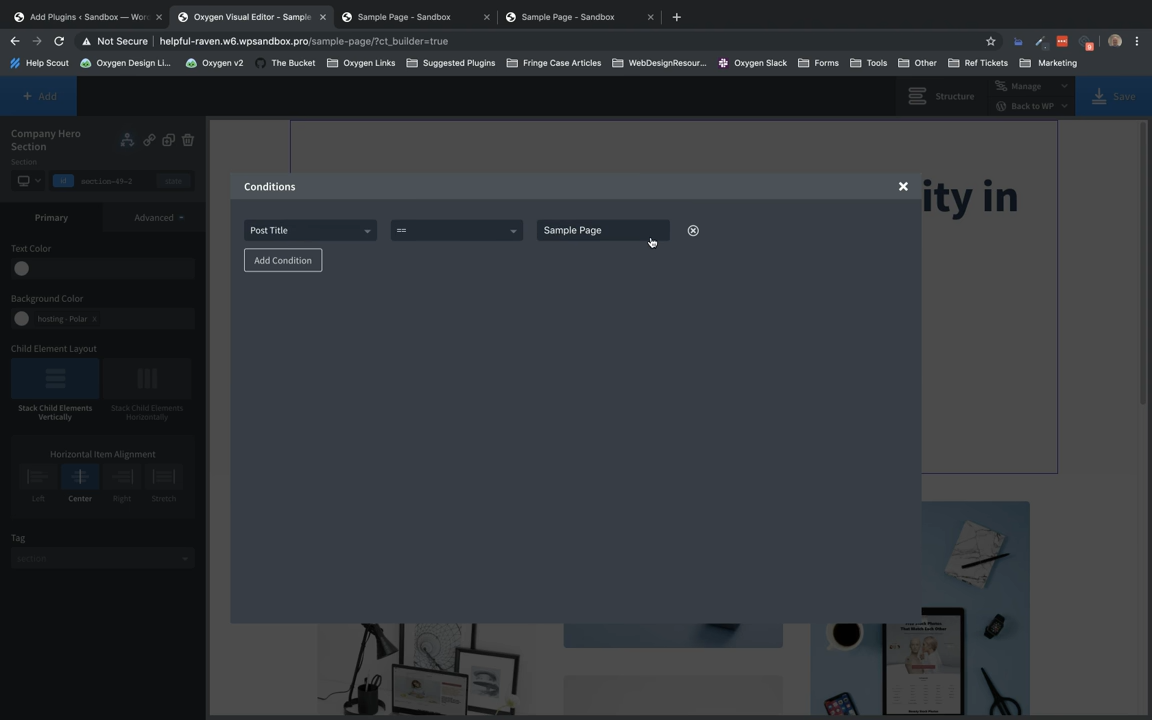 Add Plugins ‹ Sandbox — Wor
Oxygen Visual Editor - Sample
Sample Page - Sandbox
Sample Page - Sandbox
Not Secure
helpful-raven.w6.wpsandbox.pro/sample-page/?ct_builder=true
8
Help Scout
Oxygen Design Li...
Oxygen v2
The Bucket
Oxygen Links
Suggested Plugins
Fringe Case Articles
WebDesignResour...
Oxygen Slack
Forms
Tools
Other
Ref Tickets
Marketing
+ Add
Structure
Manage
Back to WP
Save
Company Hero
Section
Section
id
section-49-2
state
Primary
Advanced
Text Color
Background Color
hosting - Polar x
Child Element Layout
Stack Child Elements
Vertically
Stack Child Elements
Horizontally
Horizontal Item Alignment
Left
Center
Right
Stretch
Tag
section
ity in
Conditions
Post Title
==
Sample Page
Add Condition